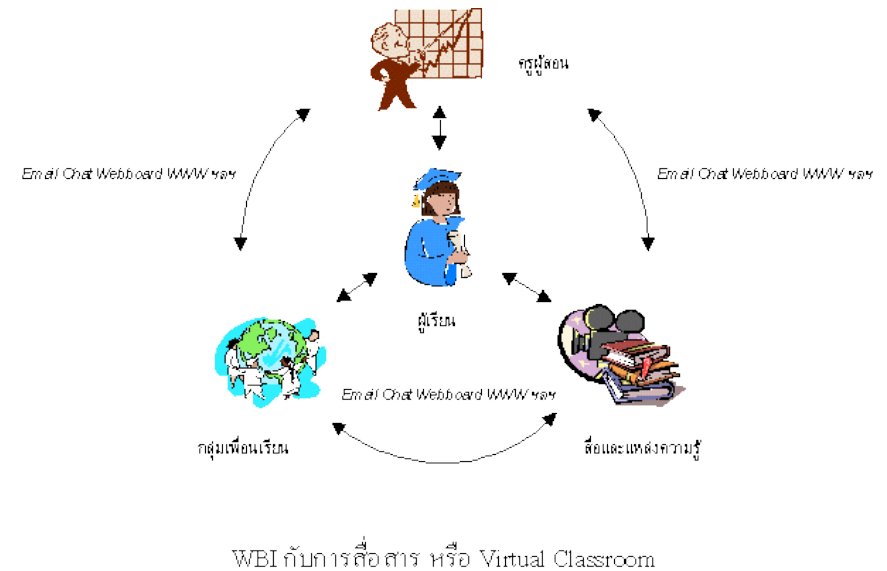 ครูผู้สอน
Email Chat Webboard WWW ฯลฯ
Email Chat Webboard WWW ฯลฯ
ผู้เรียน
Email Chat Webboard WWW ฯลฯ
กลุ่มเพื่อนเรียน
สื่อและแหล่งความรู้
WBI กับการสื่อสาร หรือ Virtual Classroom